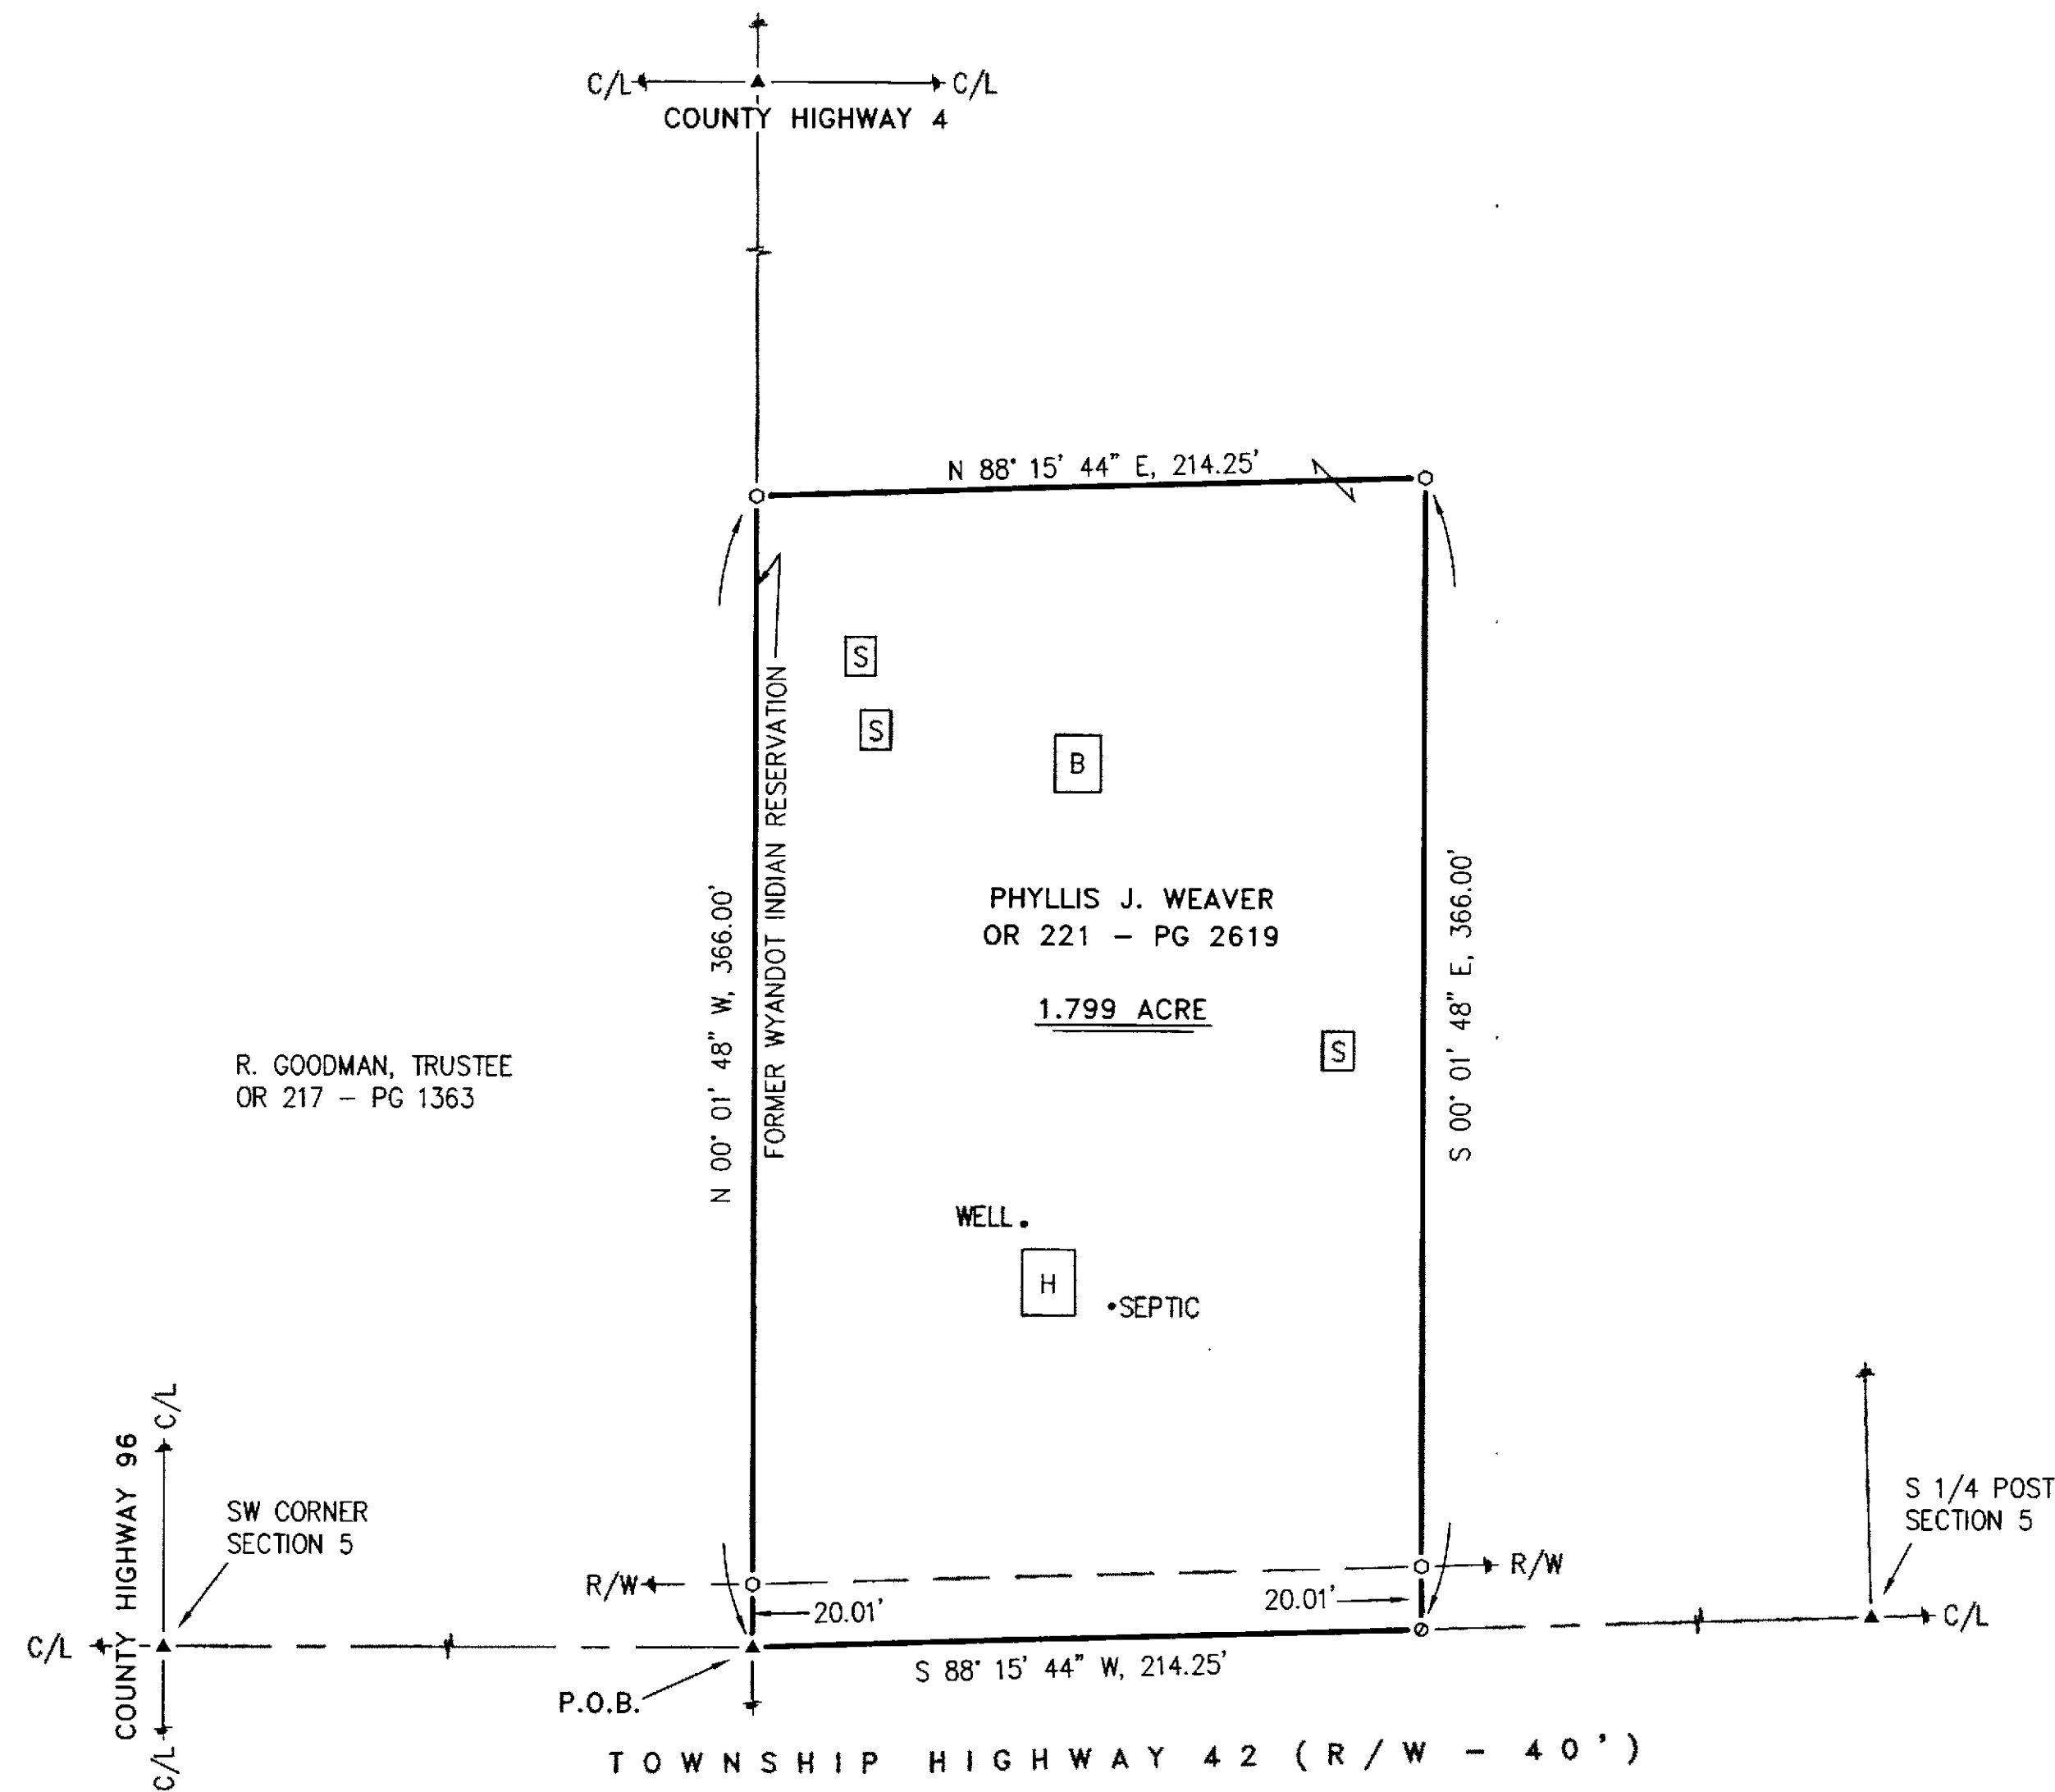 C/L
C/L
COUNTY HIGHWAY 4
N 88° 15' 44" E, 214.25'
S
S
B
FORMER WYANDOT INDIAN RESERVATION
N 00° 01' 48" W, 366.00'
S 00° 01' 48" E, 366.00'
PHYLLIS J. WEAVER
OR 221 - PG 2619
1.799 ACRE
S
R. GOODMAN, TRUSTEE
OR 217 - PG 1363
WELL
H
SEPTIC
C/L
COUNTY HIGHWAY 96
SW CORNER
SECTION 5
S 1/4 POST
SECTION 5
R/W
R/W
20.01'
20.01'
C/L
C/L
S 88° 15' 44" W, 214.25'
P.O.B.
C/L
TOWNSHIP HIGHWAY 42 (R/W - 40')